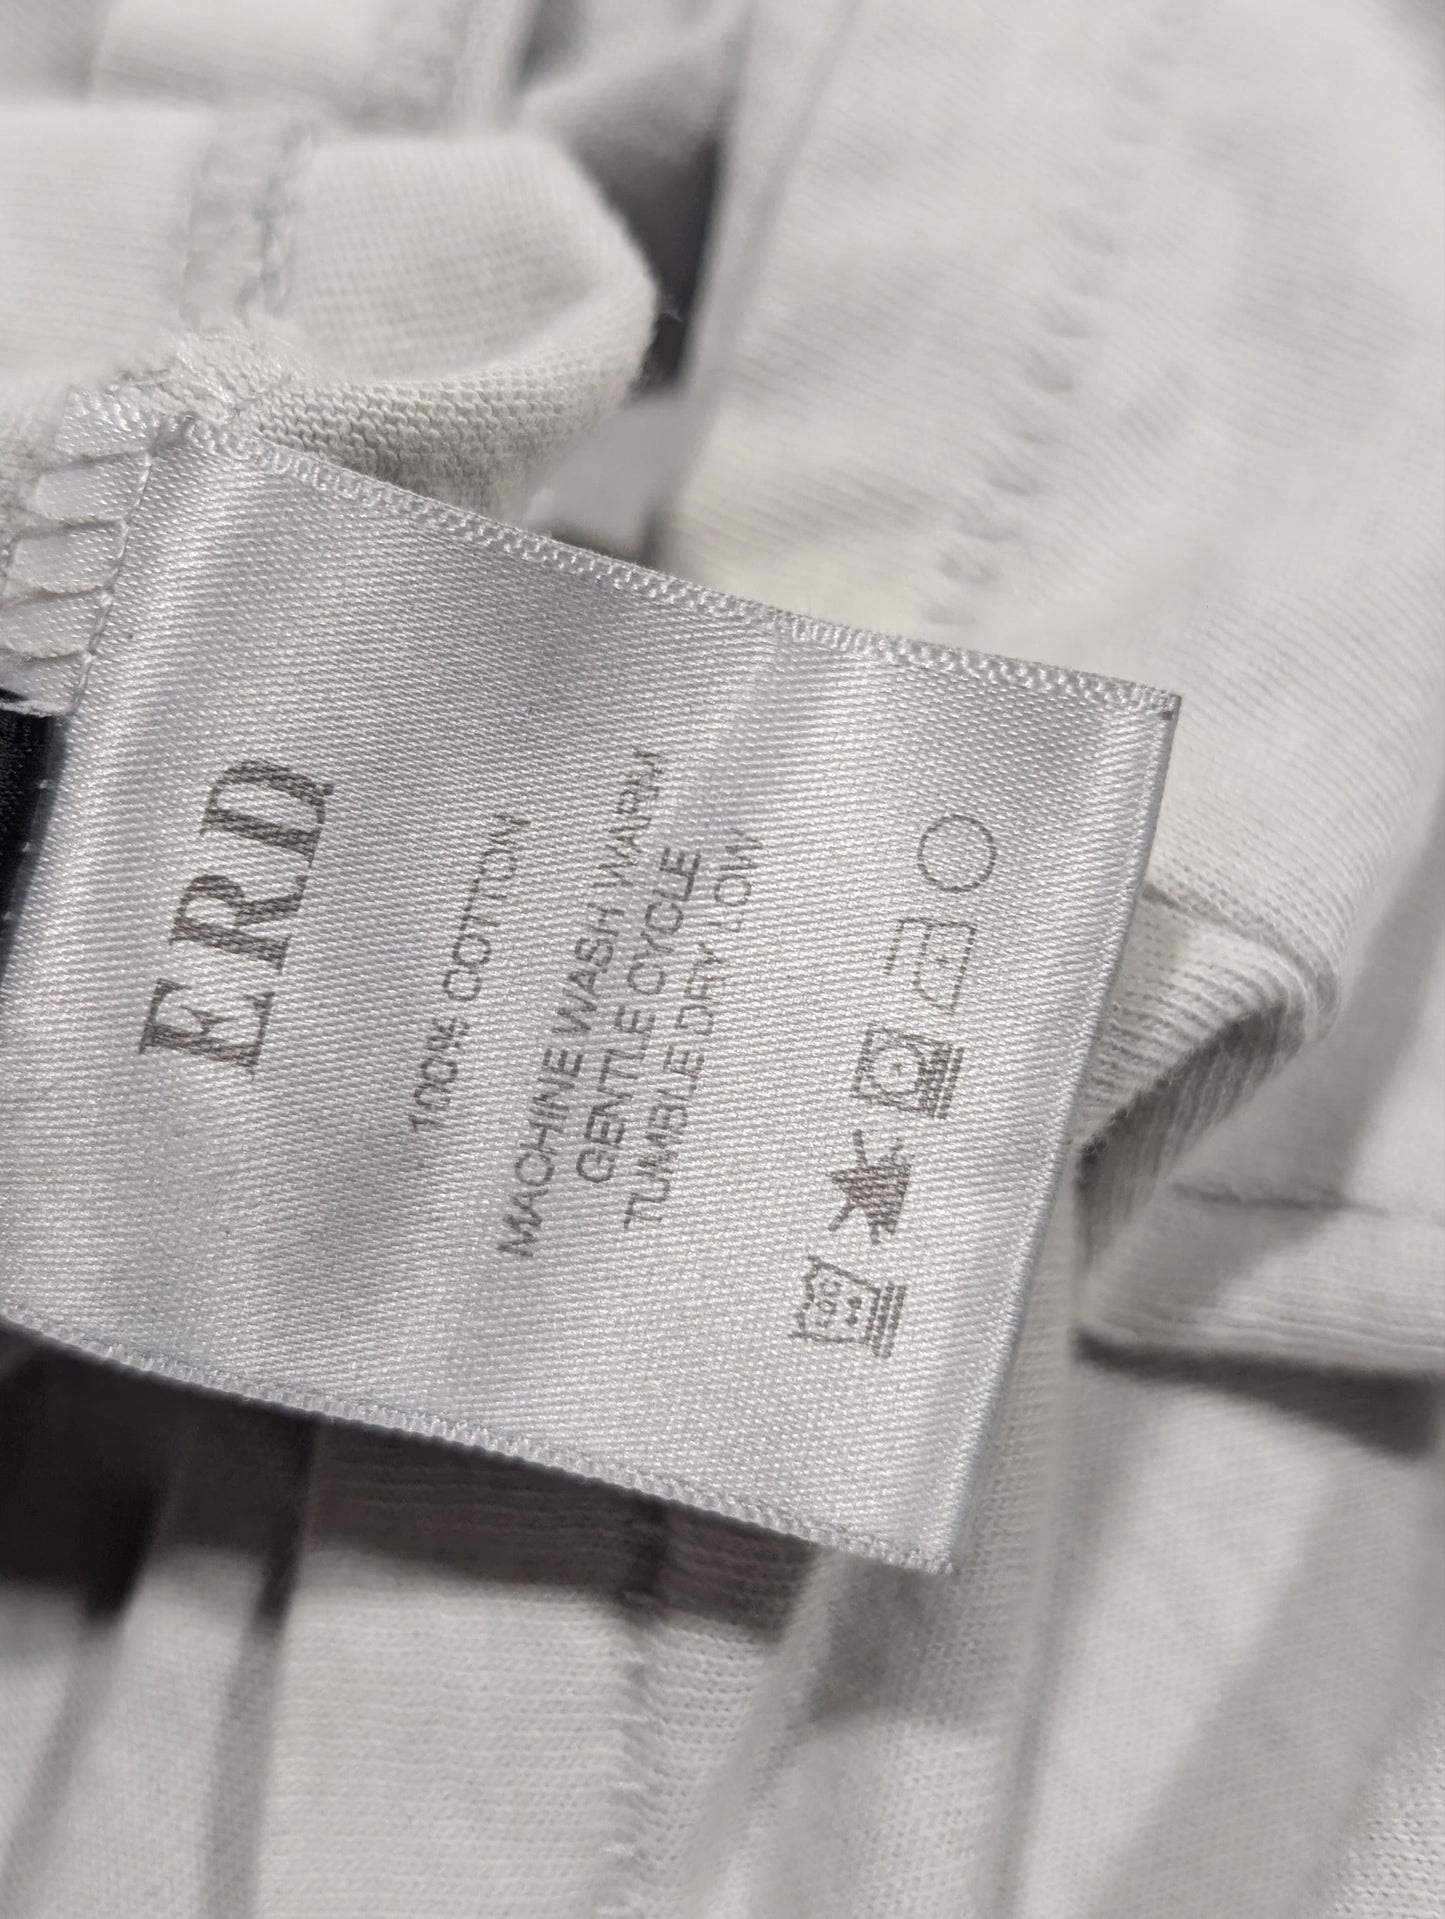 ERD
100% COTTON
MACHINE WASH WARM
GENTLE CYCLE
TUMBLE DRY LOW